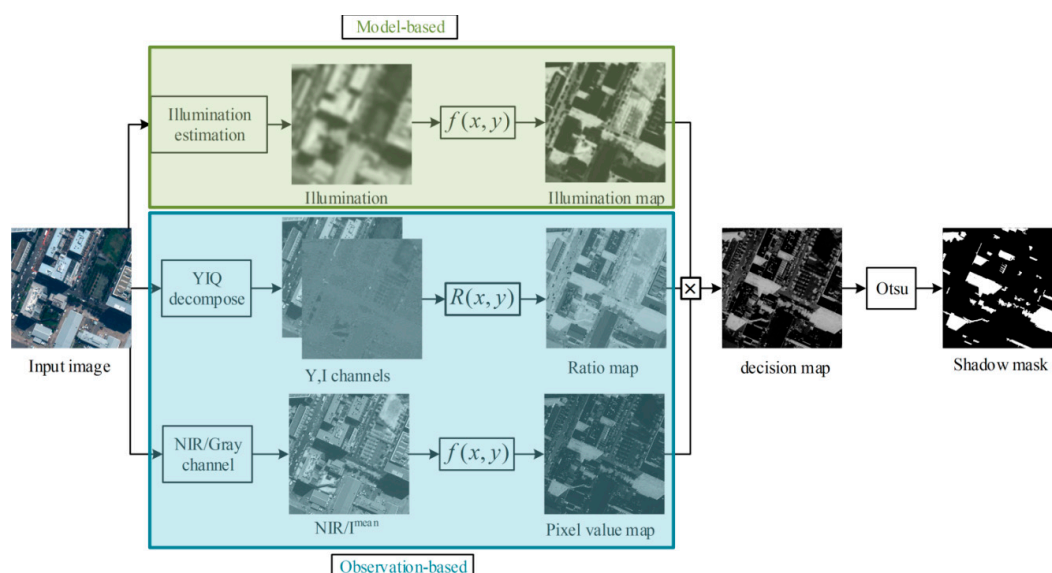 Model-based
Illumination
estimation
f(x, y)
Illumination
Illumination map
YIQ
decompose
R(x, y)
×
Otsu
Input image
Y,I channels
Ratio map
decision map
Shadow mask
NIR/Gray
channel
f(x, y)
NIR/I^mean
Pixel value map
Observation-based